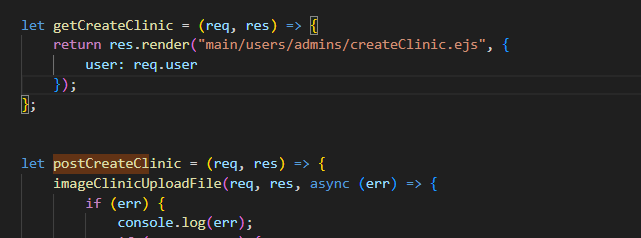 let getCreateClinic = (req, res) => {
return res.render("main/users/admins/createClinic.ejs", {
user: req.user
});
};
let postCreateClinic = (req, res) => {
imageClinicUploadFile(req, res, async (err) => {
if (err) {
console.log(err);